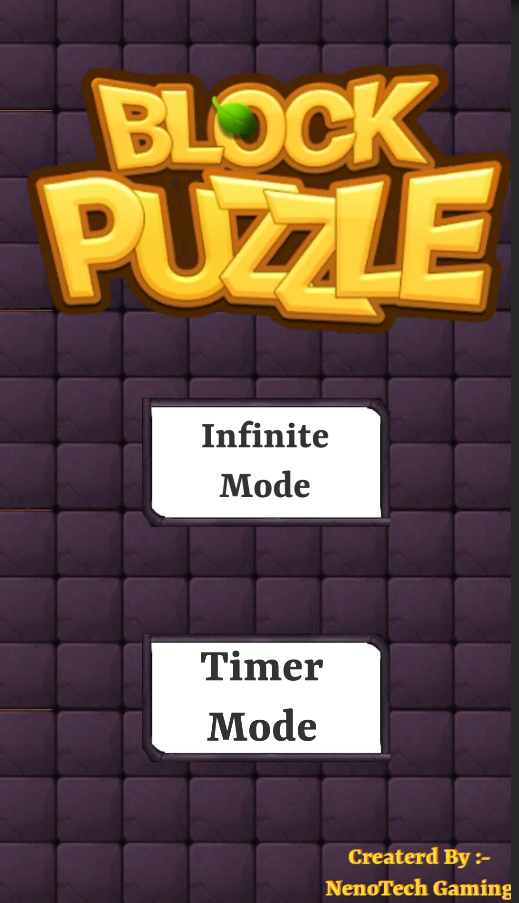 BLOCK
PUZZLE
Infinite
Mode
Timer
Mode
Createrd By :-
NenoTech Gaming